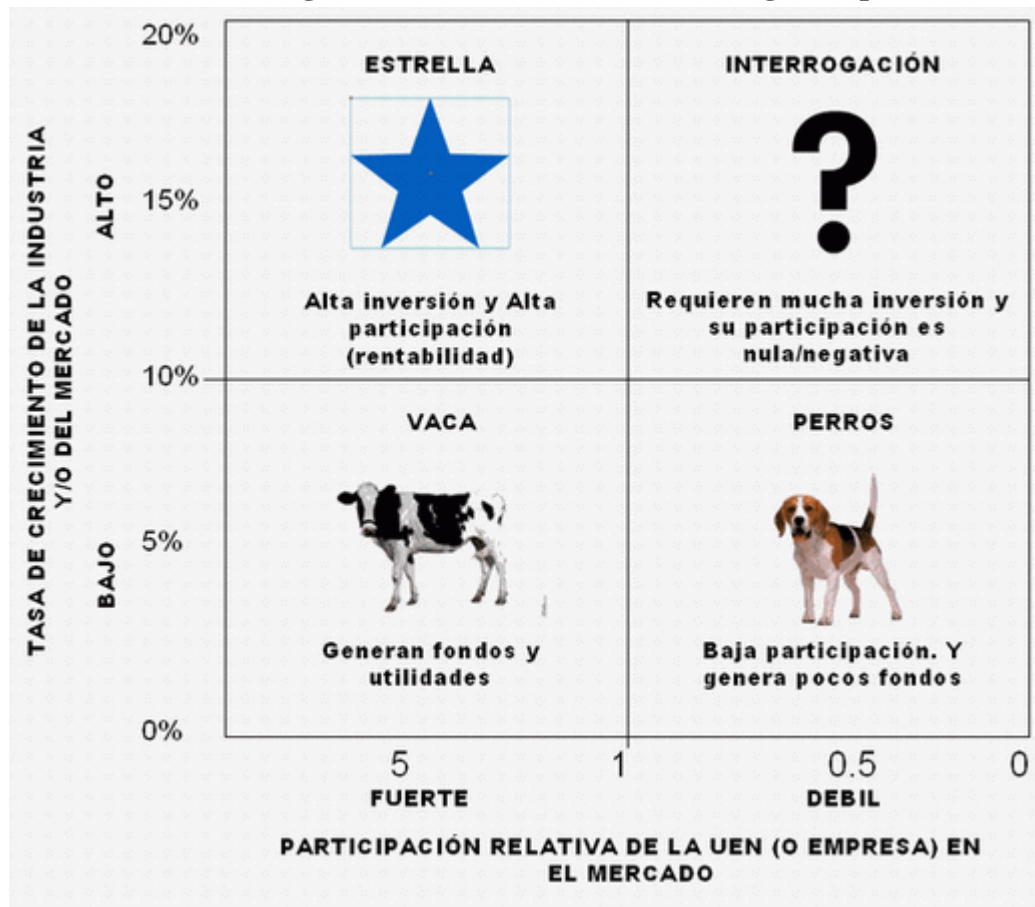 20%
ESTRELLA
INTERROGACIÓN
TASA DE CRECIMIENTO DE LA INDUSTRIA
Y/O DEL MERCADO
ALTO
15%
Alta inversión y Alta
participación
(rentabilidad)
Requieren mucha inversión y
su participación es
nula/negativa
10%
VACA
PERROS
BAJO
5%
Generan fondos y
utilidades
Baja participación. Y
genera pocos fondos
0%
5
1
0.5
0
FUERTE
DEBIL
PARTICIPACIÓN RELATIVA DE LA UEN (O EMPRESA) EN
EL MERCADO